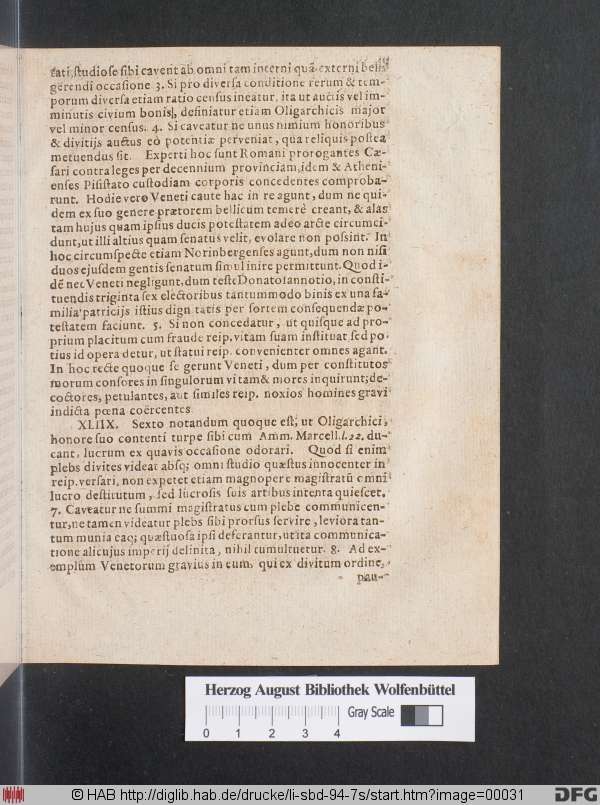 tati, studiose sibi cavent ab omni tam interni quã externi belli
gerendi occasione 3. Si pro diversa conditione rerum & tem-
porum diversa etiam ratio census ineatur, ita ut auctis vel im-
minutis civium bonis, definiatur etiam Oligarchicis major
vel minor census. 4. Si caveatur ne unus nimium honoribus
& divitijs auctus eò potentiæ perveniat, quâ reliquis postea
metuendus sit. Experti hoc sunt Romani prorogantes Cæ-
sari contra leges per decennium provinciam, idem & Atheni-
enses Pisistato custodiam corporis concedentes comproba-
runt. Hodie vero Veneti caute hac in re agunt, dum ne qui-
dem ex suo genere prætorem bellicum temerè creant, & alas
tam hujus quam ipsius ducis potestatem adeo arcte circumci-
dunt, ut illi altius quam senatus velit, evolare non possint. In
hoc circumspecte etiam Norinbergenses agunt, dum non nisi
duos ejusdem gentis senatum simul inire permittunt. Quod i-
dẽ nec Veneti negligunt, dum teste Donato Iannotio, in consti-
tuendis triginta sex electoribus tantummodo binis ex una fa-
milia patricijs istius dignitatis per sortem consequendæ po-
testatem faciunt. 5. Si non concedatur, ut quisque ad pro-
prium placitum cum fraude reip. vitam suam instituat sed po-
tius id opera detur, ut statui reip. convenienter omnes agant.
In hoc recte quoque se gerunt Veneti, dum per constitutos
morum censores in singulorum vitam & mores inquirunt; de-
coctores, petulantes, aut similes reip. noxios homines gravi
indicta pœna coërcentes
XLIIX. Sexto notandum quoque est, ut Oligarchici,
honore suo contenti turpe sibi cum Amm. Marcell. l. 22. du-
cant, lucrum ex quavis occasione odorari. Quod si enim
plebs divites videat absq; omni studio quæstus innocenter in
reip. versari, non expetet etiam magnopere magistratũ omni
lucro destitutum, sed lucrosis suis artibus intenta quiescet.
7. Caveatur ne summi magistratus cum plebe communicen-
tur, ne tamen videatur plebs sibi prorsus servire, leviora tan-
tum munia eaq; quæstuosa ipsi deferantur, ut ita communica-
tione alicujus imperij delinita, nihil tumultuetur. 8. Ad ex-
emplum Venetorum gravius in eum, qui ex divitum ordine,
pau-
Herzog August Bibliothek Wolfenbüttel
Gray Scale
0 1 2 3 4
© HAB http://diglib.hab.de/drucke/li-sbd-94-7s/start.htm?image=00031
DFG